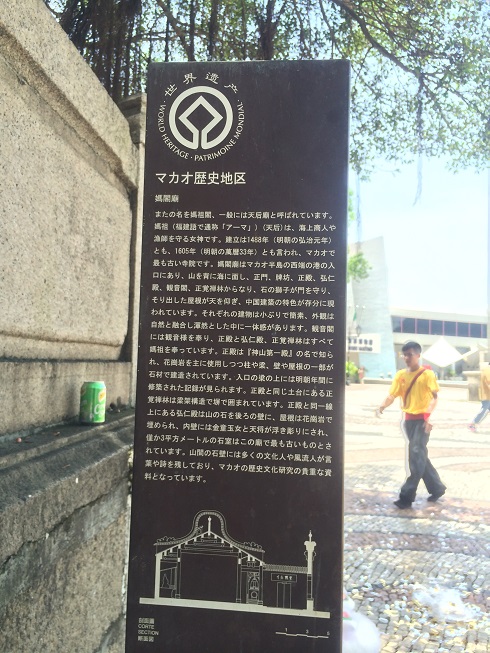 世界遗产
WORLD HERITAGE · PATRIMOINE MONDIAL
マカオ歴史地区
媽閣廟
またの名を媽祖閣、一般には天后廟と呼ばれています。
媽祖（福建話で通称「アーマ」）（天后）は、海上商人や
漁師を守る女神です。建立は1488年（明朝の弘治元年）
とも、1605年（明朝の萬暦33年）とも言われ、マカオで
最も古い寺院です。媽閣廟はマカオ半島の西端の港の入
口にあり、山を背に海に面し、正門、牌坊、正殿、弘仁
殿、観音閣、正覚禅林からなり、石の獅子が門を守り、
そり出した屋根が天を仰ぎ、中国建築の特色が存分に現
われています。それぞれの建物は小ぶりで簡素、外観は
自然と融合し渾然とした中に一体感があります。観音閣
には観音様を奉り、正殿と弘仁殿、正覚禅林はすべて
媽祖を奉っています。正殿は『神山第一殿』の名で知ら
れ、花崗岩を主に使用しつつ柱や梁、壁や屋根の一部が
石材で建造されています。入口の梁の上には明朝年間に
修築された記録が見られます。正殿と同じ土台にある正
覚禅林は梁架構造で塀で囲まれています。正殿と同一線
上にある弘仁殿は山の石を後ろの壁に、屋根は花崗岩で
埋められ、内壁には金童玉女と天将が浮き彫りにされ、
僅か3平方メートルの石室はこの廟で最も古いものとさ
れています。山間の石壁には多くの文化人や風流人が言
葉や詩を残しており、マカオの歴史文化研究の貴重な資
料となっています。
剖面圖
CORTE
SECTION
断面図